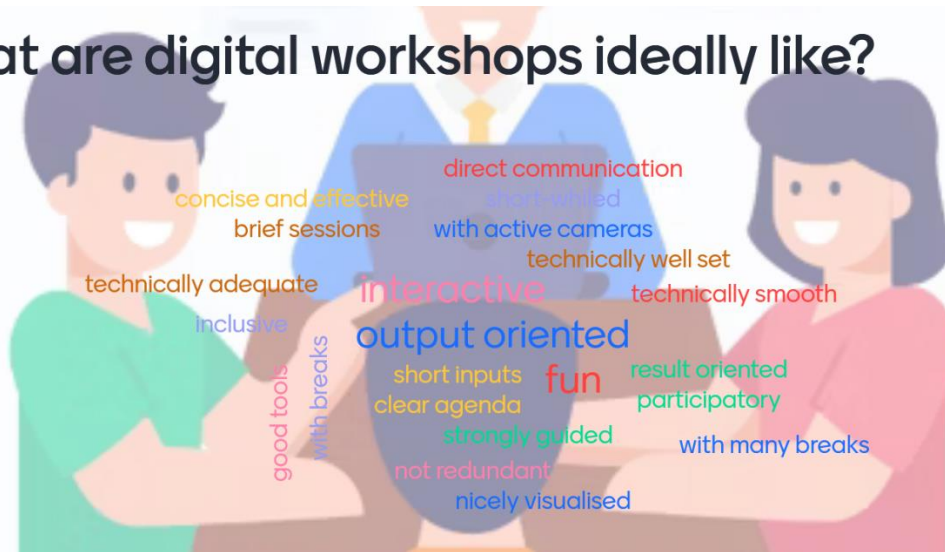 at are digital workshops ideally like?
direct communication
concise and effective
short-whiled
brief sessions
with active cameras
technically well set
technically adequate
interactive
technically smooth
inclusive
output oriented
with breaks
good tools
short inputs
fun
result oriented
clear agenda
participatory
strongly guided
with many breaks
not redundant
nicely visualised